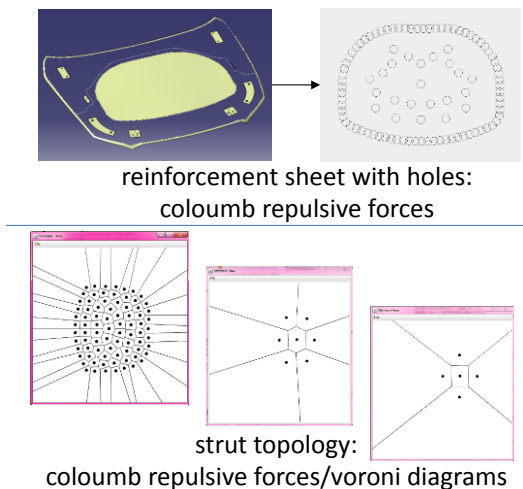 reinforcement sheet with holes:
coloumb repulsive forces
strut topology:
coloumb repulsive forces/voroni diagrams